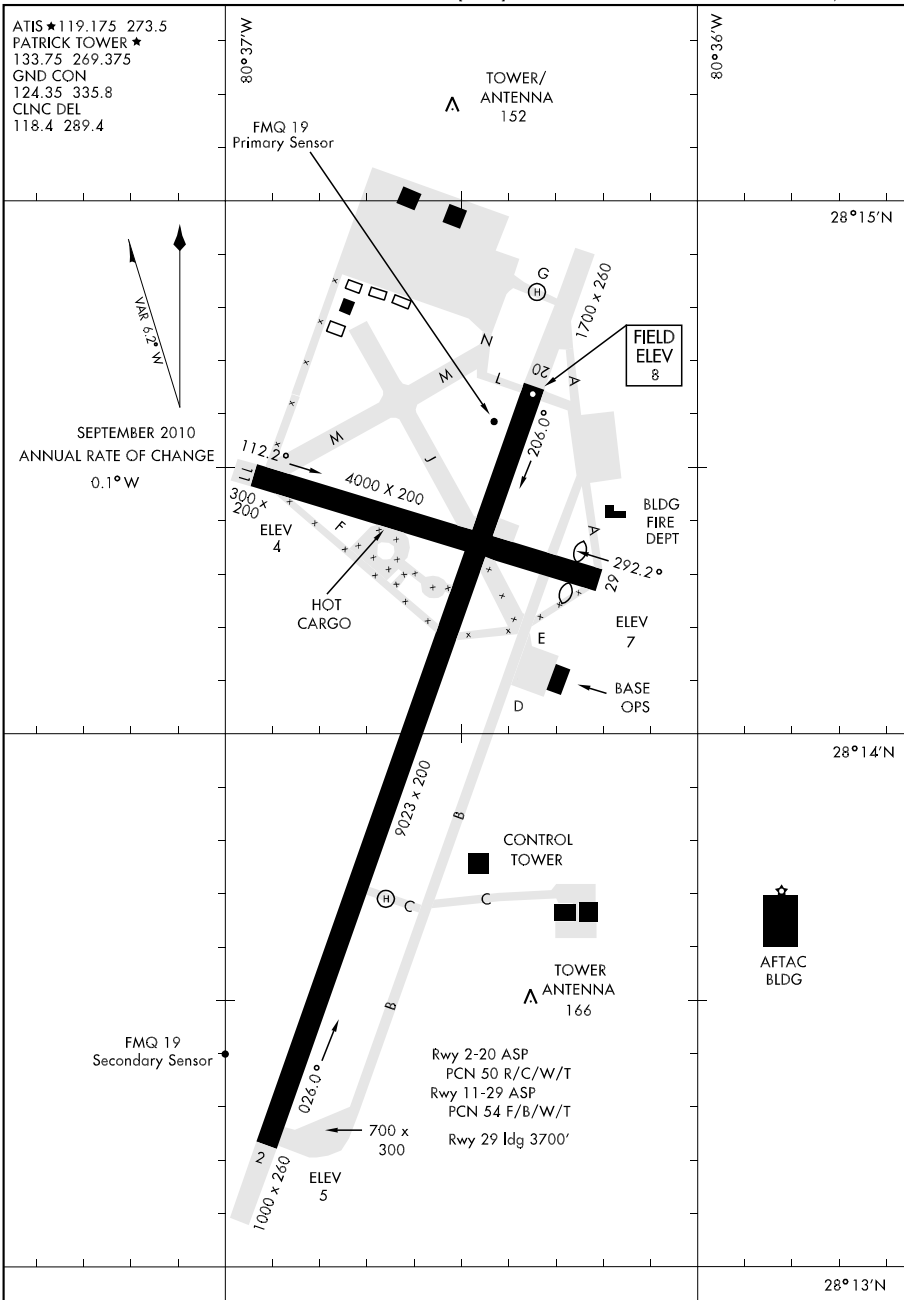 ATIS ★ 119.175 273.5
PATRICK TOWER ★
133.75 269.375
GND CON
124.35 335.8
CLNC DEL
118.4 289.4
80°37'W
80°36'W
TOWER/
ANTENNA
152
FMQ 19
Primary Sensor
28°15'N
VAR 6.2° W
SEPTEMBER 2010
ANNUAL RATE OF CHANGE
0.1° W
G
H
1700 x 260
FIELD
ELEV
8
N
L
20
A
M
M
J
206.0°
112.2°
11
4000 X 200
300 x
200
ELEV
4
F
HOT
CARGO
BLDG
FIRE
DEPT
A
292.2°
29
ELEV
7
E
BASE
OPS
D
28°14'N
9023 x 200
B
CONTROL
TOWER
H
C
C
AFTAC
BLDG
TOWER
ANTENNA
166
B
FMQ 19
Secondary Sensor
026.0°
Rwy 2-20 ASP
PCN 50 R/C/W/T
Rwy 11-29 ASP
PCN 54 F/B/W/T
Rwy 29 ldg 3700'
700 x
300
2
ELEV
5
1000 x 260
28°13'N